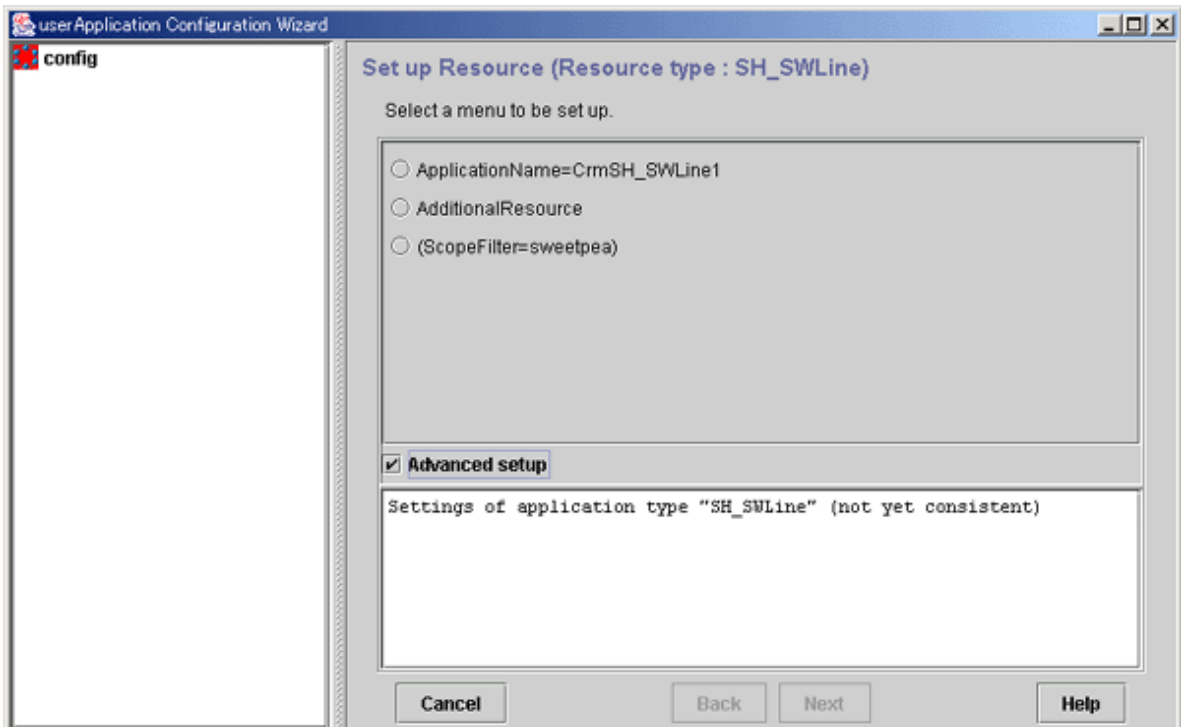 userApplication Configuration Wizard
config
Set up Resource (Resource type : SH_SWLine)
Select a menu to be set up.
ApplicationName=CrmSH_SWLine1
AdditionalResource
(ScopeFilter=sweetpea)
Advanced setup
Settings of application type "SH_SWLine" (not yet consistent)
Cancel
Back
Next
Help